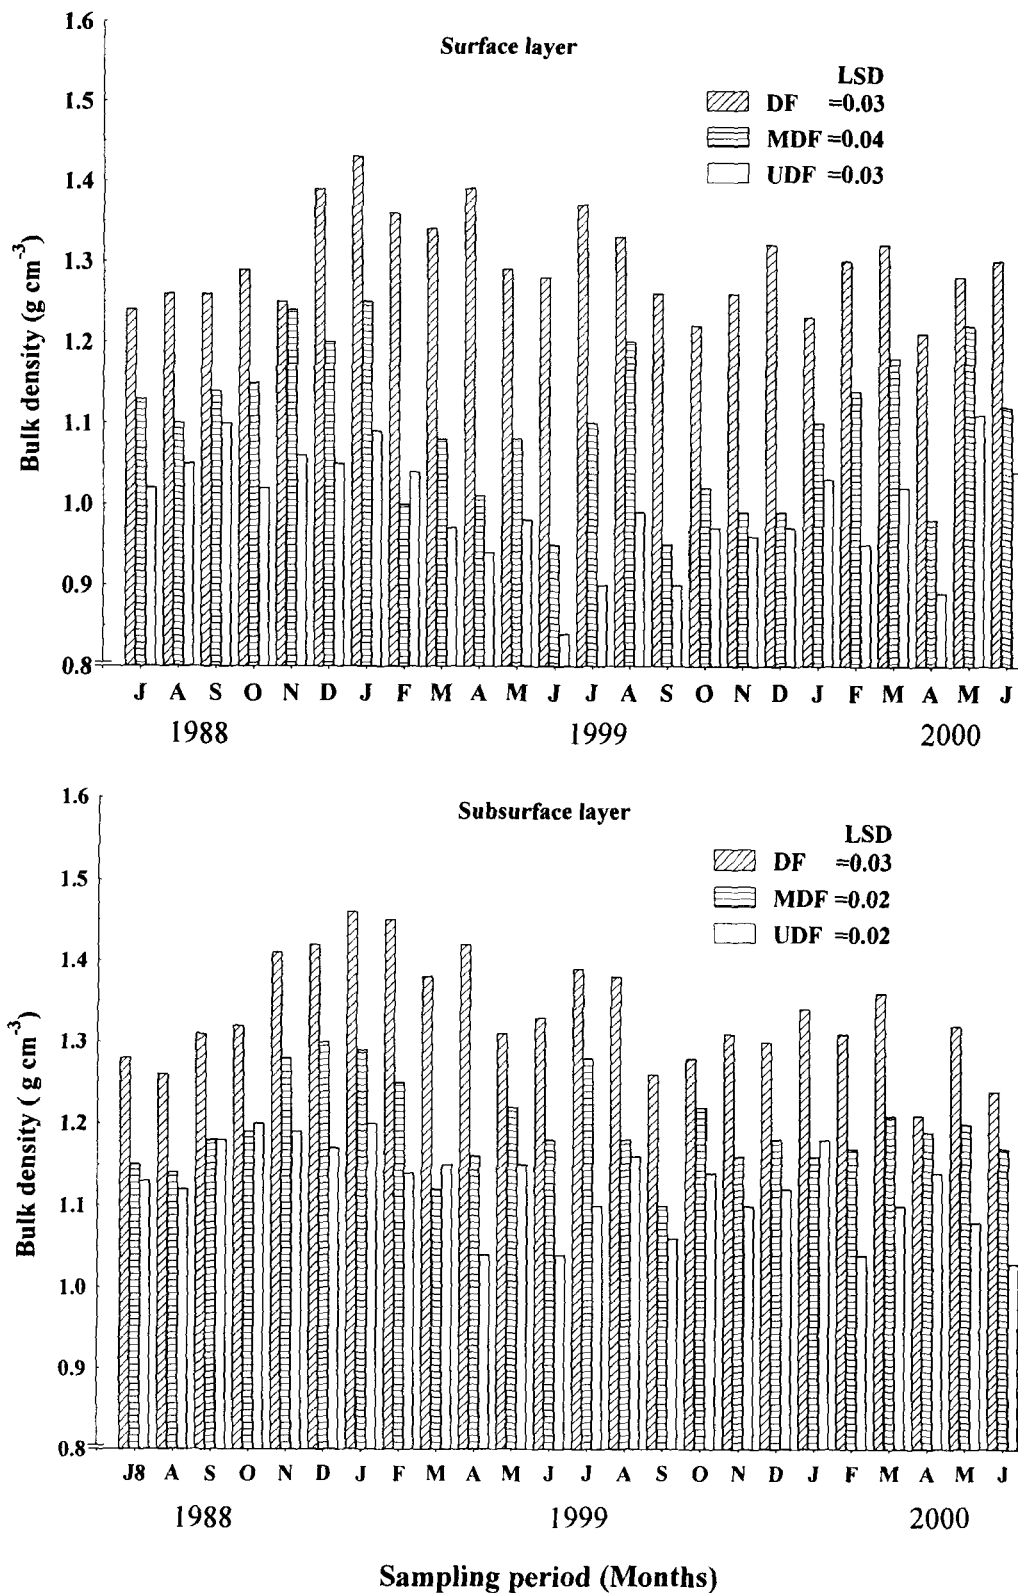 Surface layer
LSD
DF =0.03
MDF =0.04
UDF =0.03
Bulk density (g cm-3)
1.6
1.5
1.4
1.3
1.2
1.1
1.0
0.9
0.8
J A S O N D J F M A M J J A S O N D J F M A M J
1988 1999 2000
Subsurface layer
LSD
DF =0.03
MDF =0.02
UDF =0.02
Bulk density ( g cm-3)
1.6
1.5
1.4
1.3
1.2
1.1
1.0
0.9
0.8
J8 A S O N D J F M A M J J A S O N D J F M A M J
1988 1999 2000
Sampling period (Months)